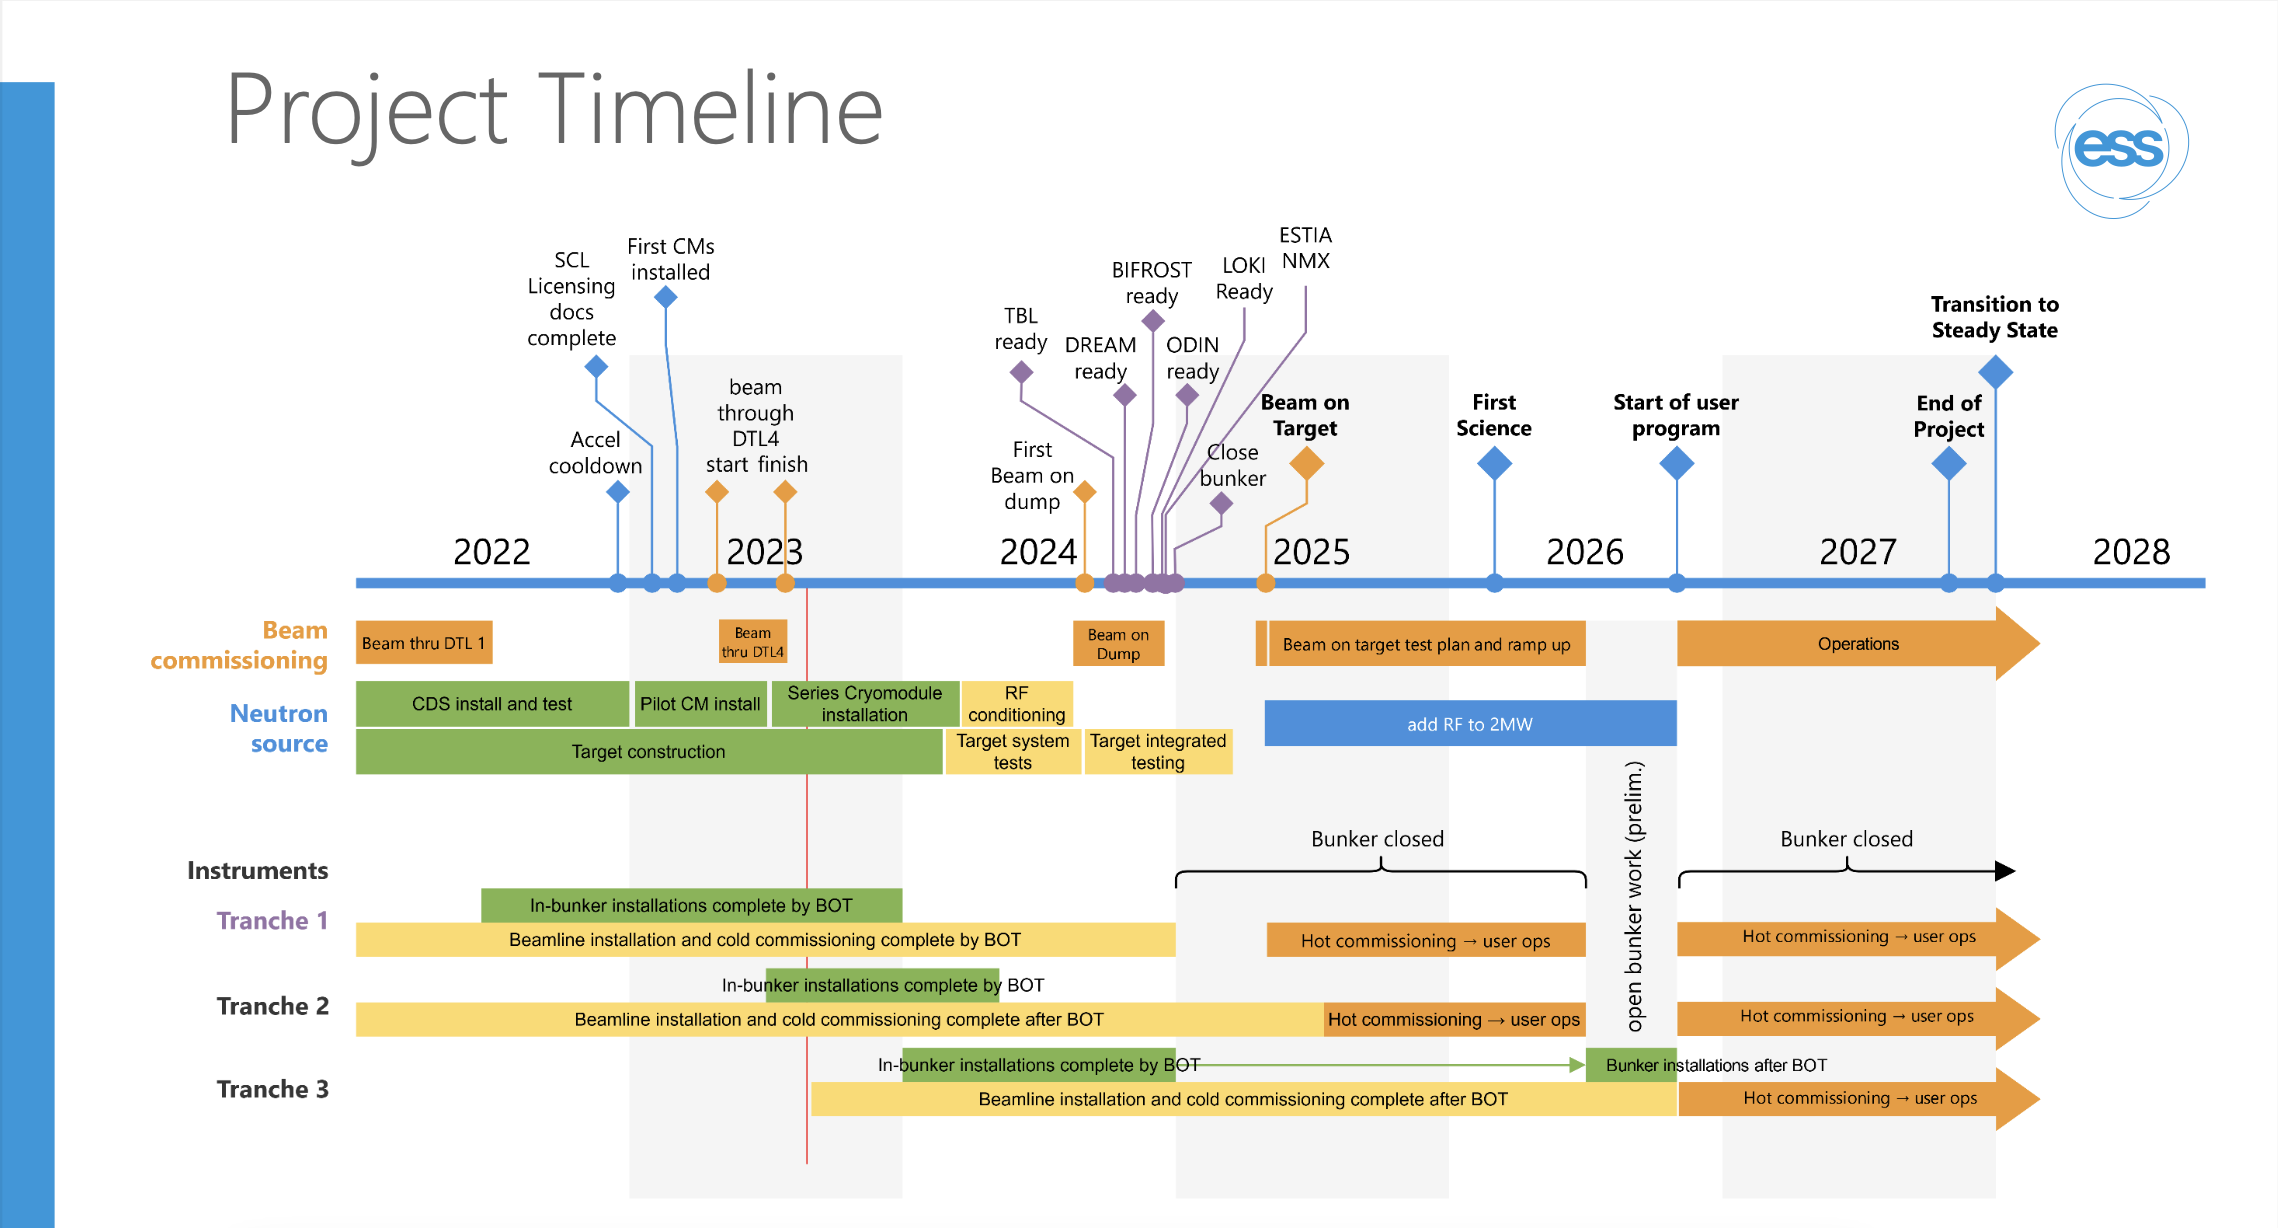 Project Timeline
ess
SCL
Licensing
docs
complete
First CMs
installed
Accel
cooldown
beam
through
DTL4
start finish
TBL
ready
First
Beam on
dump
DREAM
ready
BIFROST
ready
ODIN
ready
LOKI
Ready
ESTIA
NMX
Close
bunker
Beam on
Target
First
Science
Start of user
program
End of
Project
Transition to
Steady State
2022
2023
2024
2025
2026
2027
2028
Beam
commissioning
Beam thru DTL 1
Beam
thru DTL4
Beam on
Dump
Beam on target test plan and ramp up
Operations
Neutron
source
CDS install and test
Pilot CM install
Series Cryomodule
installation
RF
conditioning
Target construction
Target system
tests
Target integrated
testing
add RF to 2MW
open bunker work (prelim.)
Bunker closed
Bunker closed
Instruments
Tranche 1
In-bunker installations complete by BOT
Beamline installation and cold commissioning complete by BOT
Hot commissioning → user ops
Hot commissioning → user ops
Tranche 2
In-bunker installations complete by BOT
Beamline installation and cold commissioning complete after BOT
Hot commissioning → user ops
Hot commissioning → user ops
Tranche 3
In-bunker installations complete by BOT
Bunker installations after BOT
Beamline installation and cold commissioning complete after BOT
Hot commissioning → user ops